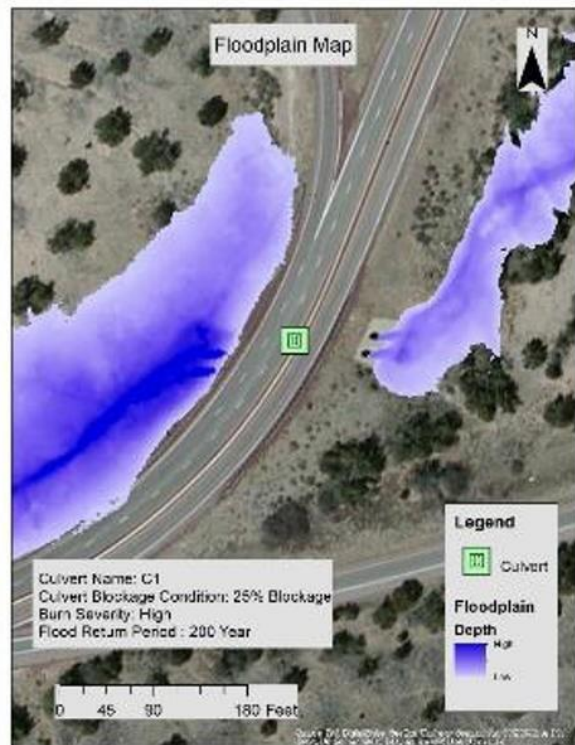 Floodplain Map
N
Legend
Culvert
Floodplain
Depth
High
Low
Culvert Name: C1
Culvert Blockage Condition: 25% Blockage
Burn Severity: High
Flood Return Period : 200 Year
0 45 90 180 Feet